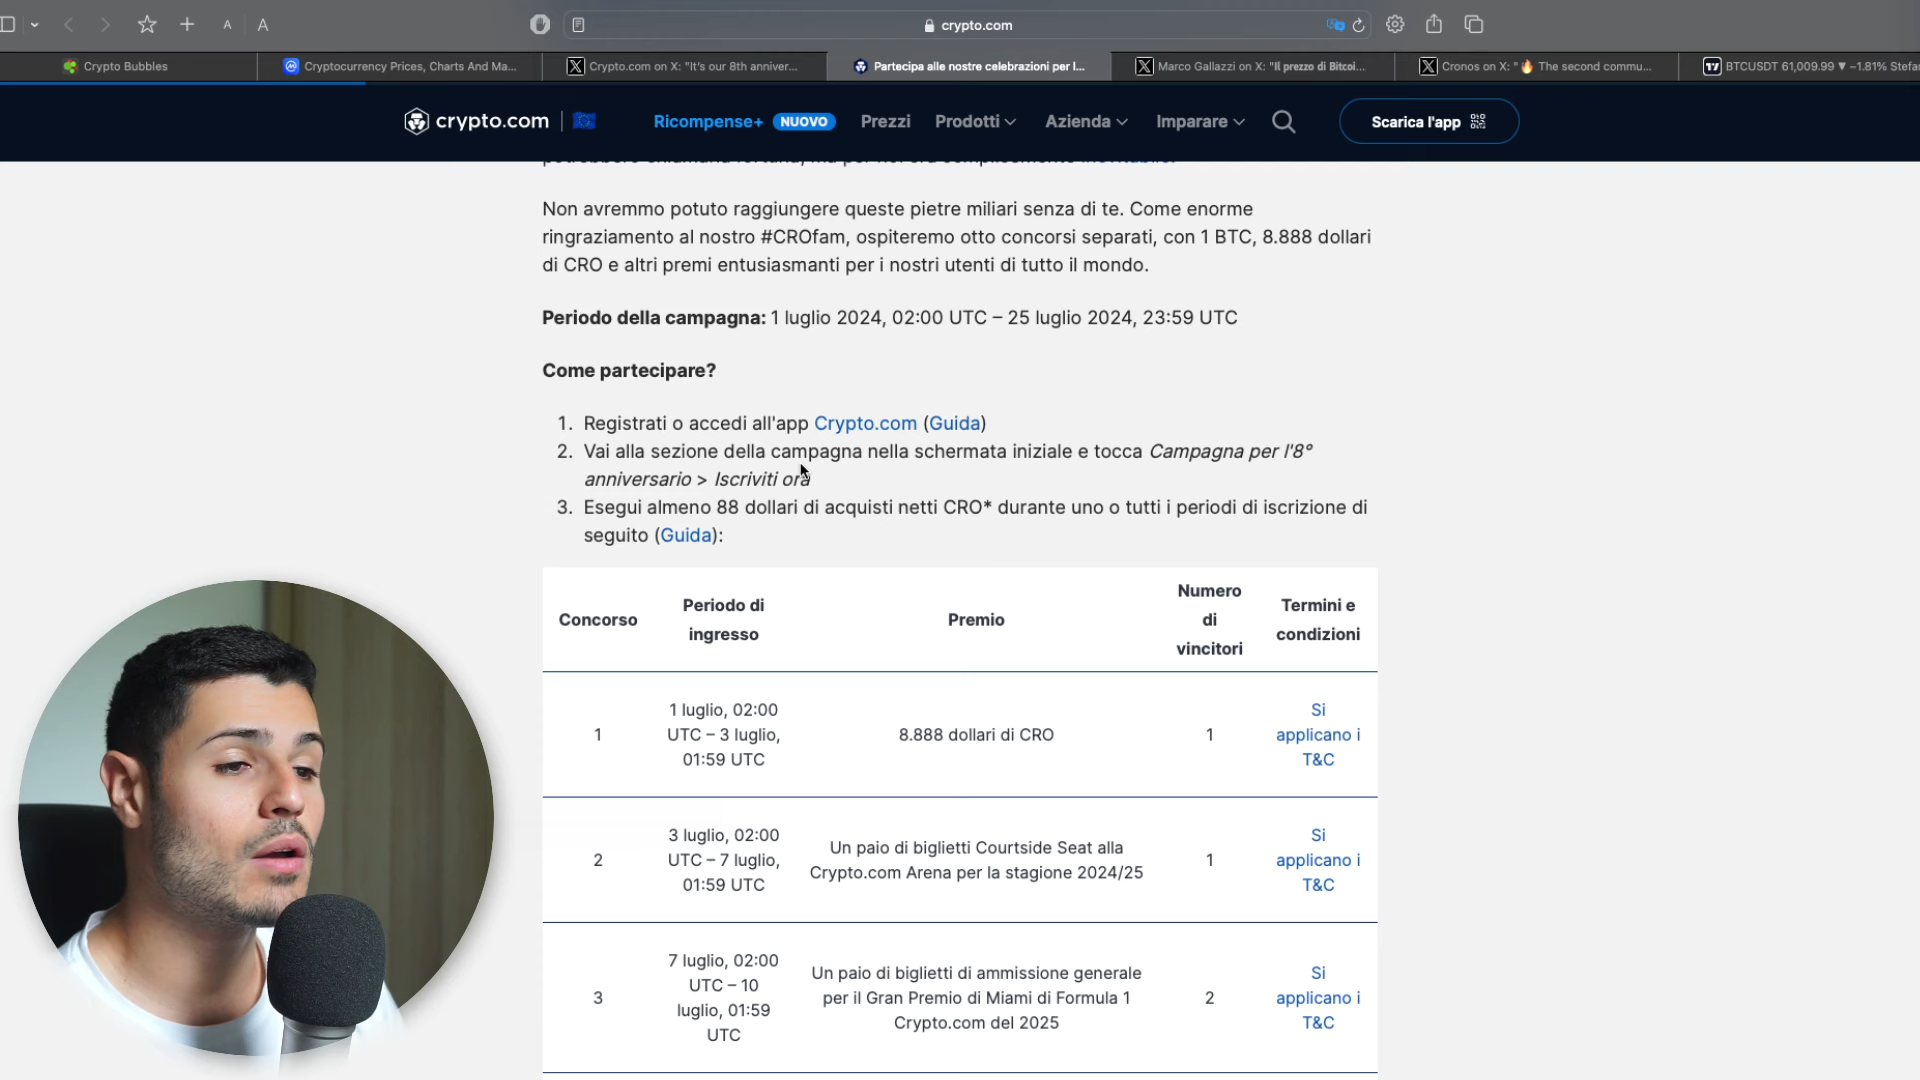 A A
crypto.com
Crypto Bubbles
Cryptocurrency Prices, Charts And Ma...
Crypto.com on X: "It's our 8th anniver...
Partecipa alle nostre celebrazioni per l...
Marco Gallazzi on X: "Il prezzo di Bitcoi...
Cronos on X: "🔥 The second commu...
BTCUSDT 61,009.99 ▼ −1.81% Stefa
crypto.com
Ricompense+ NUOVO
Prezzi
Prodotti
Azienda
Imparare
Scarica l'app
Non avremmo potuto raggiungere queste pietre miliari senza di te. Come enorme
ringraziamento al nostro #CROfam, ospiteremo otto concorsi separati, con 1 BTC, 8.888 dollari
di CRO e altri premi entusiasmanti per i nostri utenti di tutto il mondo.
Periodo della campagna: 1 luglio 2024, 02:00 UTC – 25 luglio 2024, 23:59 UTC
Come partecipare?
1. Registrati o accedi all'app Crypto.com (Guida)
2. Vai alla sezione della campagna nella schermata iniziale e tocca Campagna per l'8°
anniversario > Iscriviti ora
3. Esegui almeno 88 dollari di acquisti netti CRO* durante uno o tutti i periodi di iscrizione di
seguito (Guida):
Concorso
Periodo di
ingresso
Premio
Numero
di
vincitori
Termini e
condizioni
1
1 luglio, 02:00
UTC – 3 luglio,
01:59 UTC
8.888 dollari di CRO
1
Si
applicano i
T&C
2
3 luglio, 02:00
UTC – 7 luglio,
01:59 UTC
Un paio di biglietti Courtside Seat alla
Crypto.com Arena per la stagione 2024/25
1
Si
applicano i
T&C
3
7 luglio, 02:00
UTC – 10
luglio, 01:59
UTC
Un paio di biglietti di ammissione generale
per il Gran Premio di Miami di Formula 1
Crypto.com del 2025
2
Si
applicano i
T&C